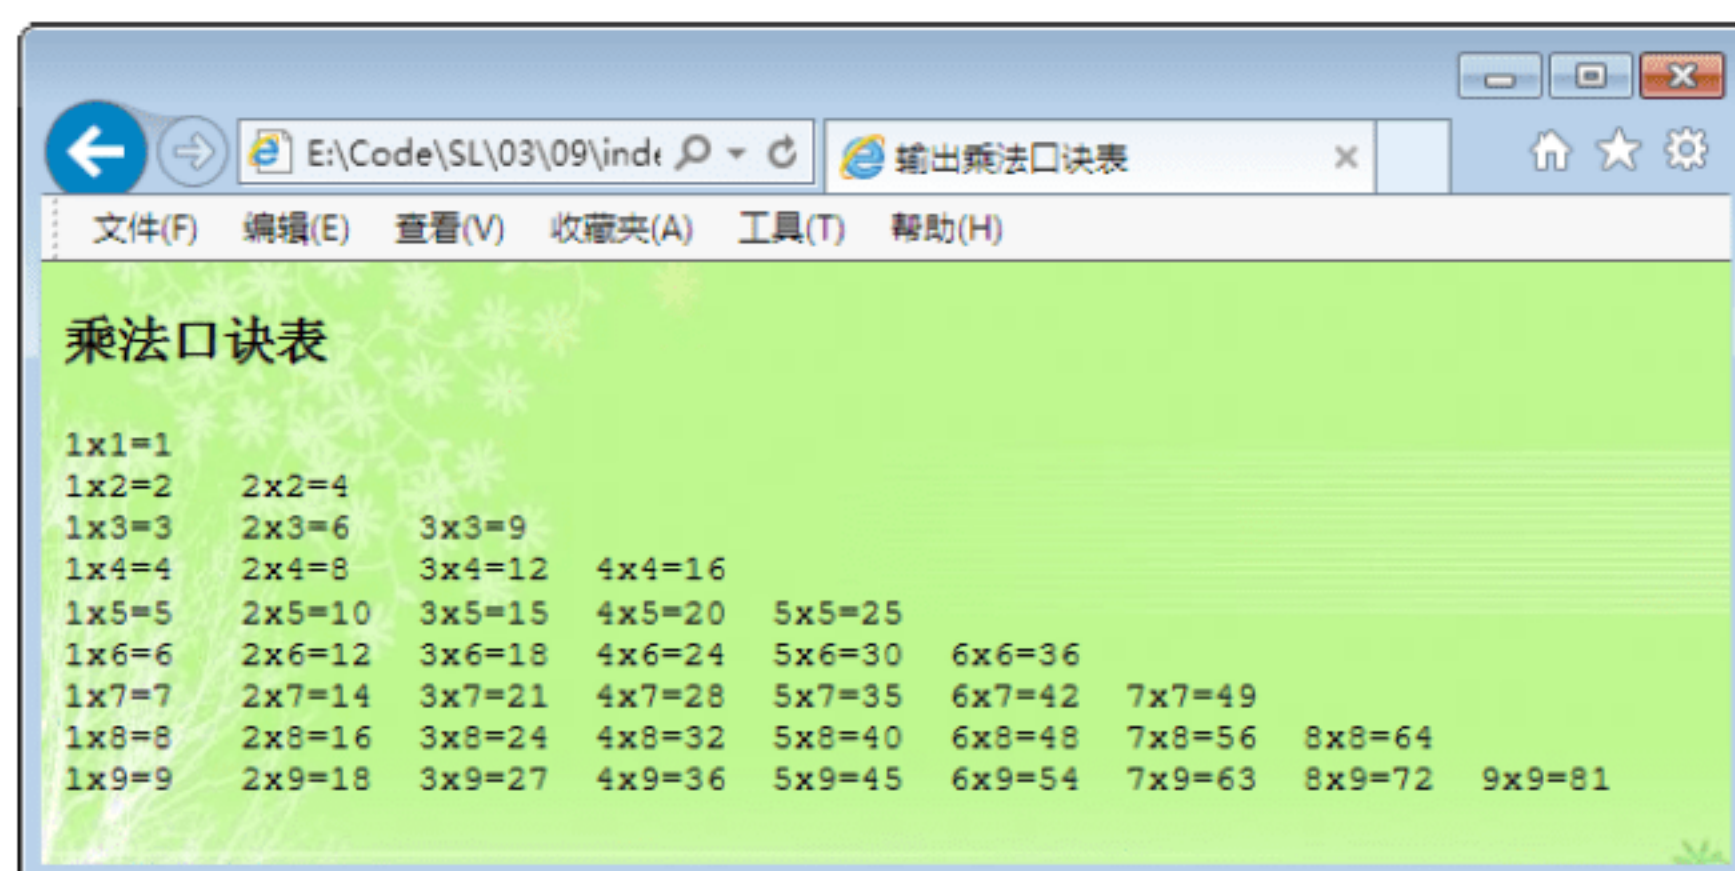 E:\Code\SL\03\09\inde
输出乘法口诀表
文件(F) 编辑(E) 查看(V) 收藏夹(A) 工具(T) 帮助(H)
乘法口诀表
1x1=1
1x2=2 2x2=4
1x3=3 2x3=6 3x3=9
1x4=4 2x4=8 3x4=12 4x4=16
1x5=5 2x5=10 3x5=15 4x5=20 5x5=25
1x6=6 2x6=12 3x6=18 4x6=24 5x6=30 6x6=36
1x7=7 2x7=14 3x7=21 4x7=28 5x7=35 6x7=42 7x7=49
1x8=8 2x8=16 3x8=24 4x8=32 5x8=40 6x8=48 7x8=56 8x8=64
1x9=9 2x9=18 3x9=27 4x9=36 5x9=45 6x9=54 7x9=63 8x9=72 9x9=81